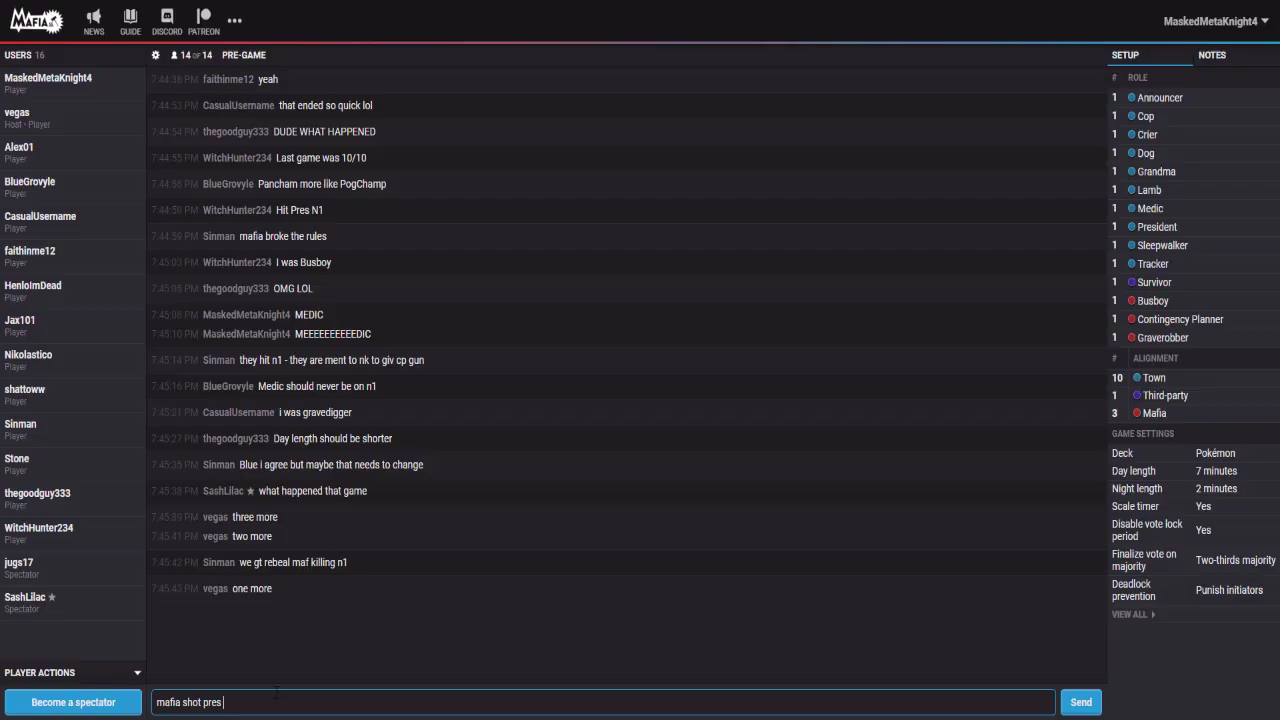 MAFIA
NEWS
GUIDE
DISCORD
PATREON
MaskedMetaKnight4
USERS 16
14 OF 14 PRE-GAME
SETUP
NOTES
MaskedMetaKnight4
Player
vegas
Host • Player
Alex01
Player
BlueGrovyle
Player
CasualUsername
Player
faithinme12
Player
HenloImDead
Player
Jax101
Player
Nikolastico
Player
shattoww
Player
Sinman
Player
Stone
Player
thegoodguy333
Player
WitchHunter234
Player
jugs17
Spectator
SashLilac ★
Spectator
PLAYER ACTIONS
Become a spectator
7:44:38 PM faithinme12 yeah
7:44:53 PM CasualUsername that ended so quick lol
7:44:54 PM thegoodguy333 DUDE WHAT HAPPENED
7:44:55 PM WitchHunter234 Last game was 10/10
7:44:56 PM BlueGrovyle Pancham more like PogChamp
7:44:59 PM WitchHunter234 Hit Pres N1
7:44:59 PM Sinman mafia broke the rules
7:45:03 PM WitchHunter234 I was Busboy
7:45:05 PM thegoodguy333 OMG LOL
7:45:08 PM MaskedMetaKnight4 MEDIC
7:45:10 PM MaskedMetaKnight4 MEEEEEEEEEEDIC
7:45:14 PM Sinman they hit n1 - they are ment to nk to giv cp gun
7:45:16 PM BlueGrovyle Medic should never be on n1
7:45:21 PM CasualUsername i was gravedigger
7:45:27 PM thegoodguy333 Day length should be shorter
7:45:35 PM Sinman Blue i agree but maybe that needs to change
7:45:38 PM SashLilac ★ what happened that game
7:45:39 PM vegas three more
7:45:41 PM vegas two more
7:45:42 PM Sinman we gt rebeal maf killing n1
7:45:43 PM vegas one more
mafia shot pres
Send
# ROLE
1 Announcer
1 Cop
1 Crier
1 Dog
1 Grandma
1 Lamb
1 Medic
1 President
1 Sleepwalker
1 Tracker
1 Survivor
1 Busboy
1 Contingency Planner
1 Graverobber
# ALIGNMENT
10 Town
1 Third-party
3 Mafia
GAME SETTINGS
Deck Pokémon
Day length 7 minutes
Night length 2 minutes
Scale timer Yes
Disable vote lock
period Yes
Finalize vote on
majority Two-thirds majority
Deadlock
prevention Punish initiators
VIEW ALL